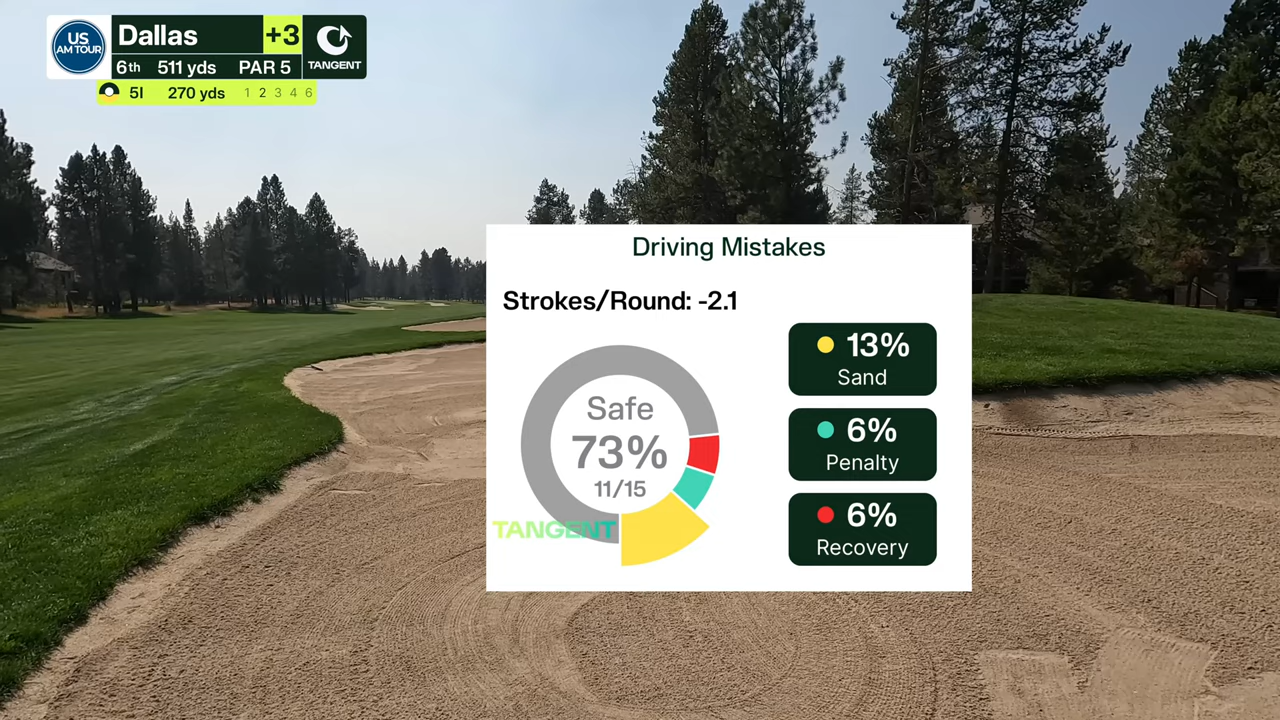 US
AM TOUR
Dallas +3
6th 511 yds PAR 5
TANGENT
5I 270 yds 1 2 3 4 6
Driving Mistakes
Strokes/Round: -2.1
Safe
73%
11/15
TANGENT
13%
Sand
6%
Penalty
6%
Recovery